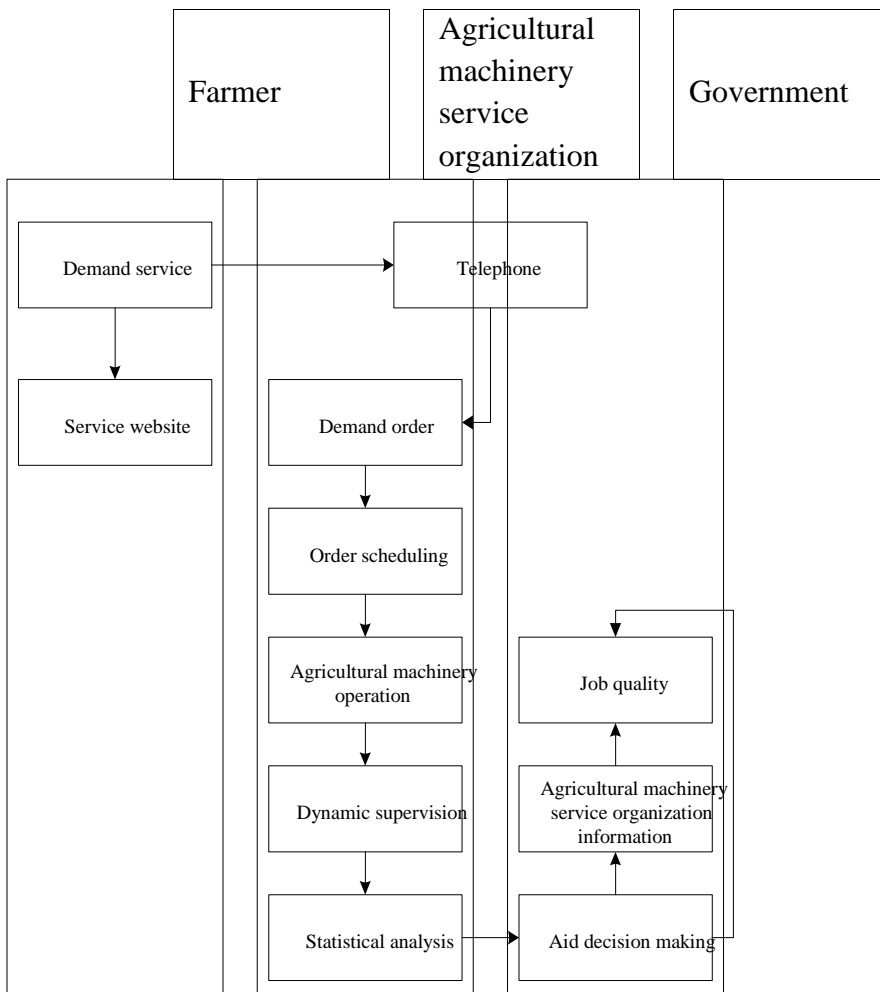 Farmer
Agricultural
machinery
service
organization
Government
Demand service
Telephone
Service website
Demand order
Order scheduling
Agricultural machinery
operation
Job quality
Dynamic supervision
Agricultural machinery
service organization
information
Statistical analysis
Aid decision making